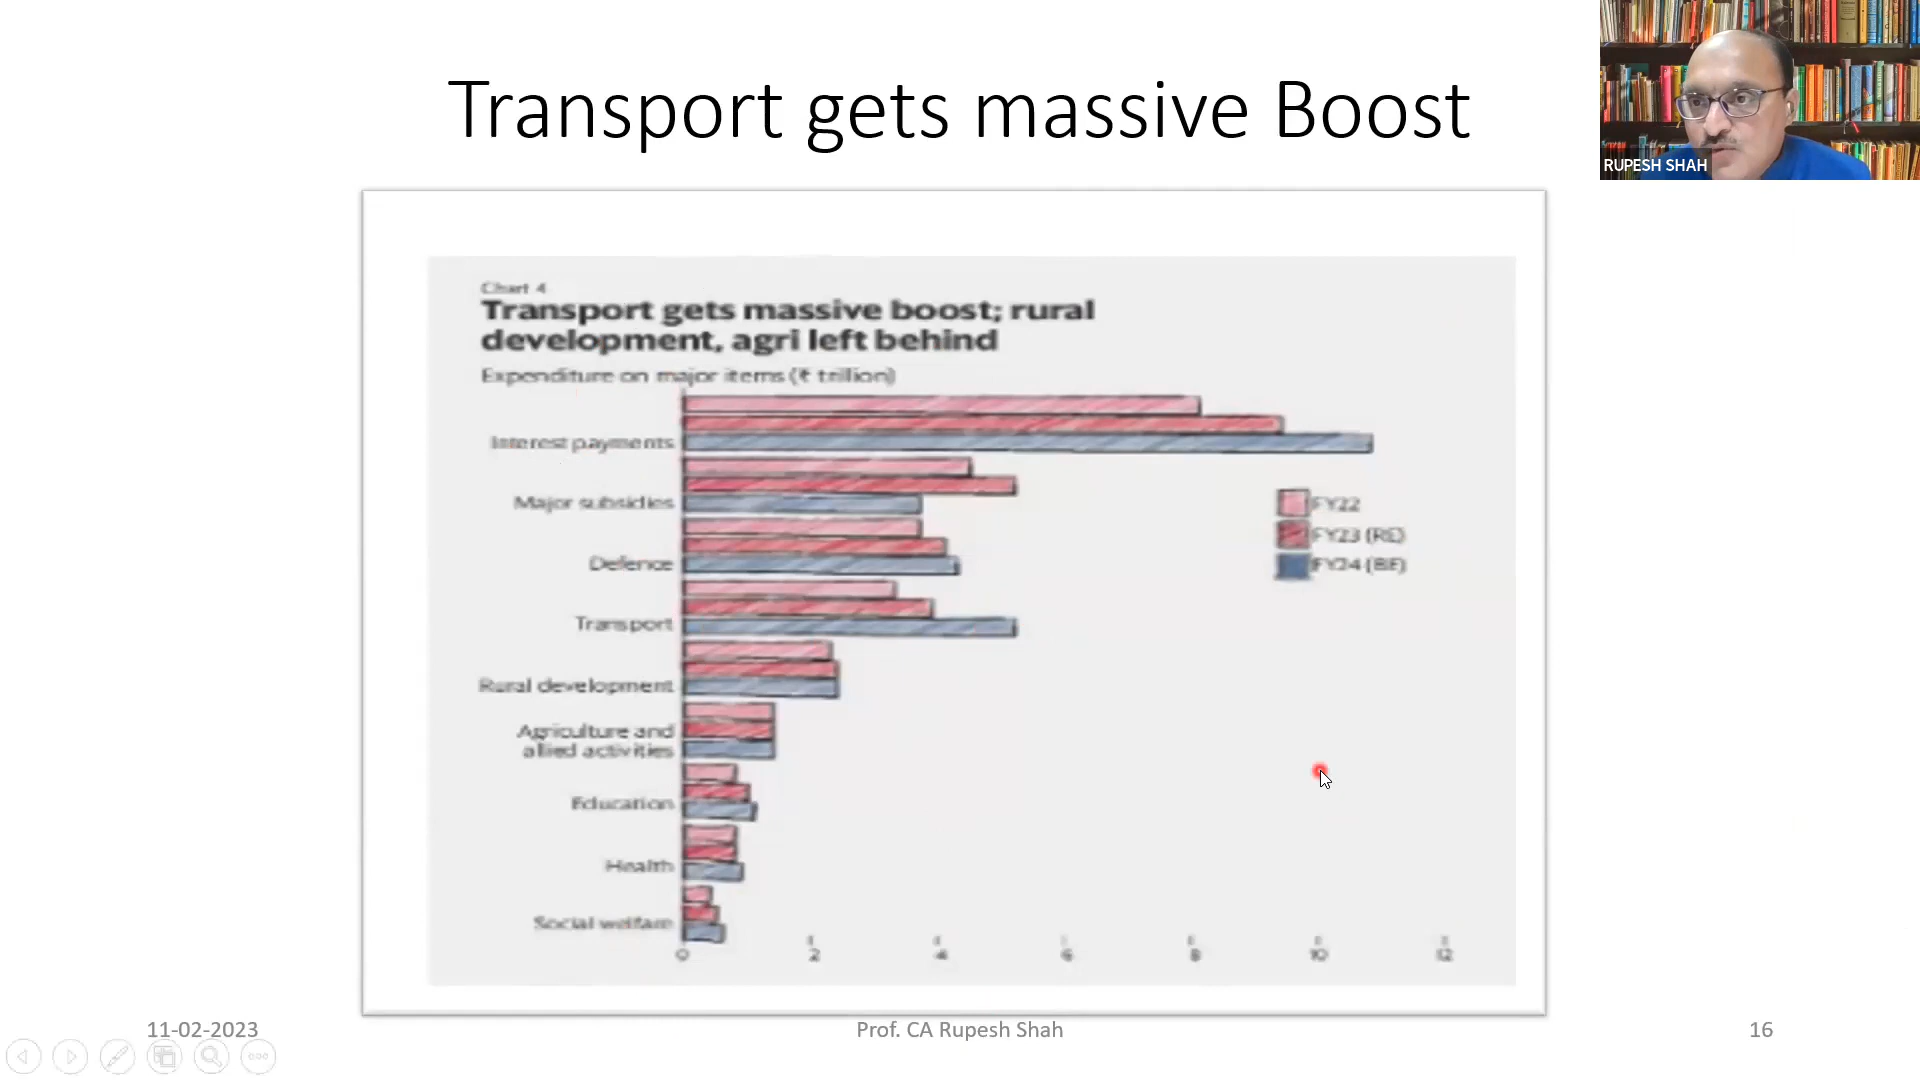 Transport gets massive Boost
RUPESH SHAH
Chart 4
Transport gets massive boost; rural
development, agri left behind
Expenditure on major items (₹ trillion)
Interest payments
Major subsidies
FY22
FY23 (RE)
Defence
FY24 (BE)
Transport
Rural development
Agriculture and
allied activities
Education
Health
Social welfare
0 2 4 6 8 10 12
11-02-2023
Prof. CA Rupesh Shah
16